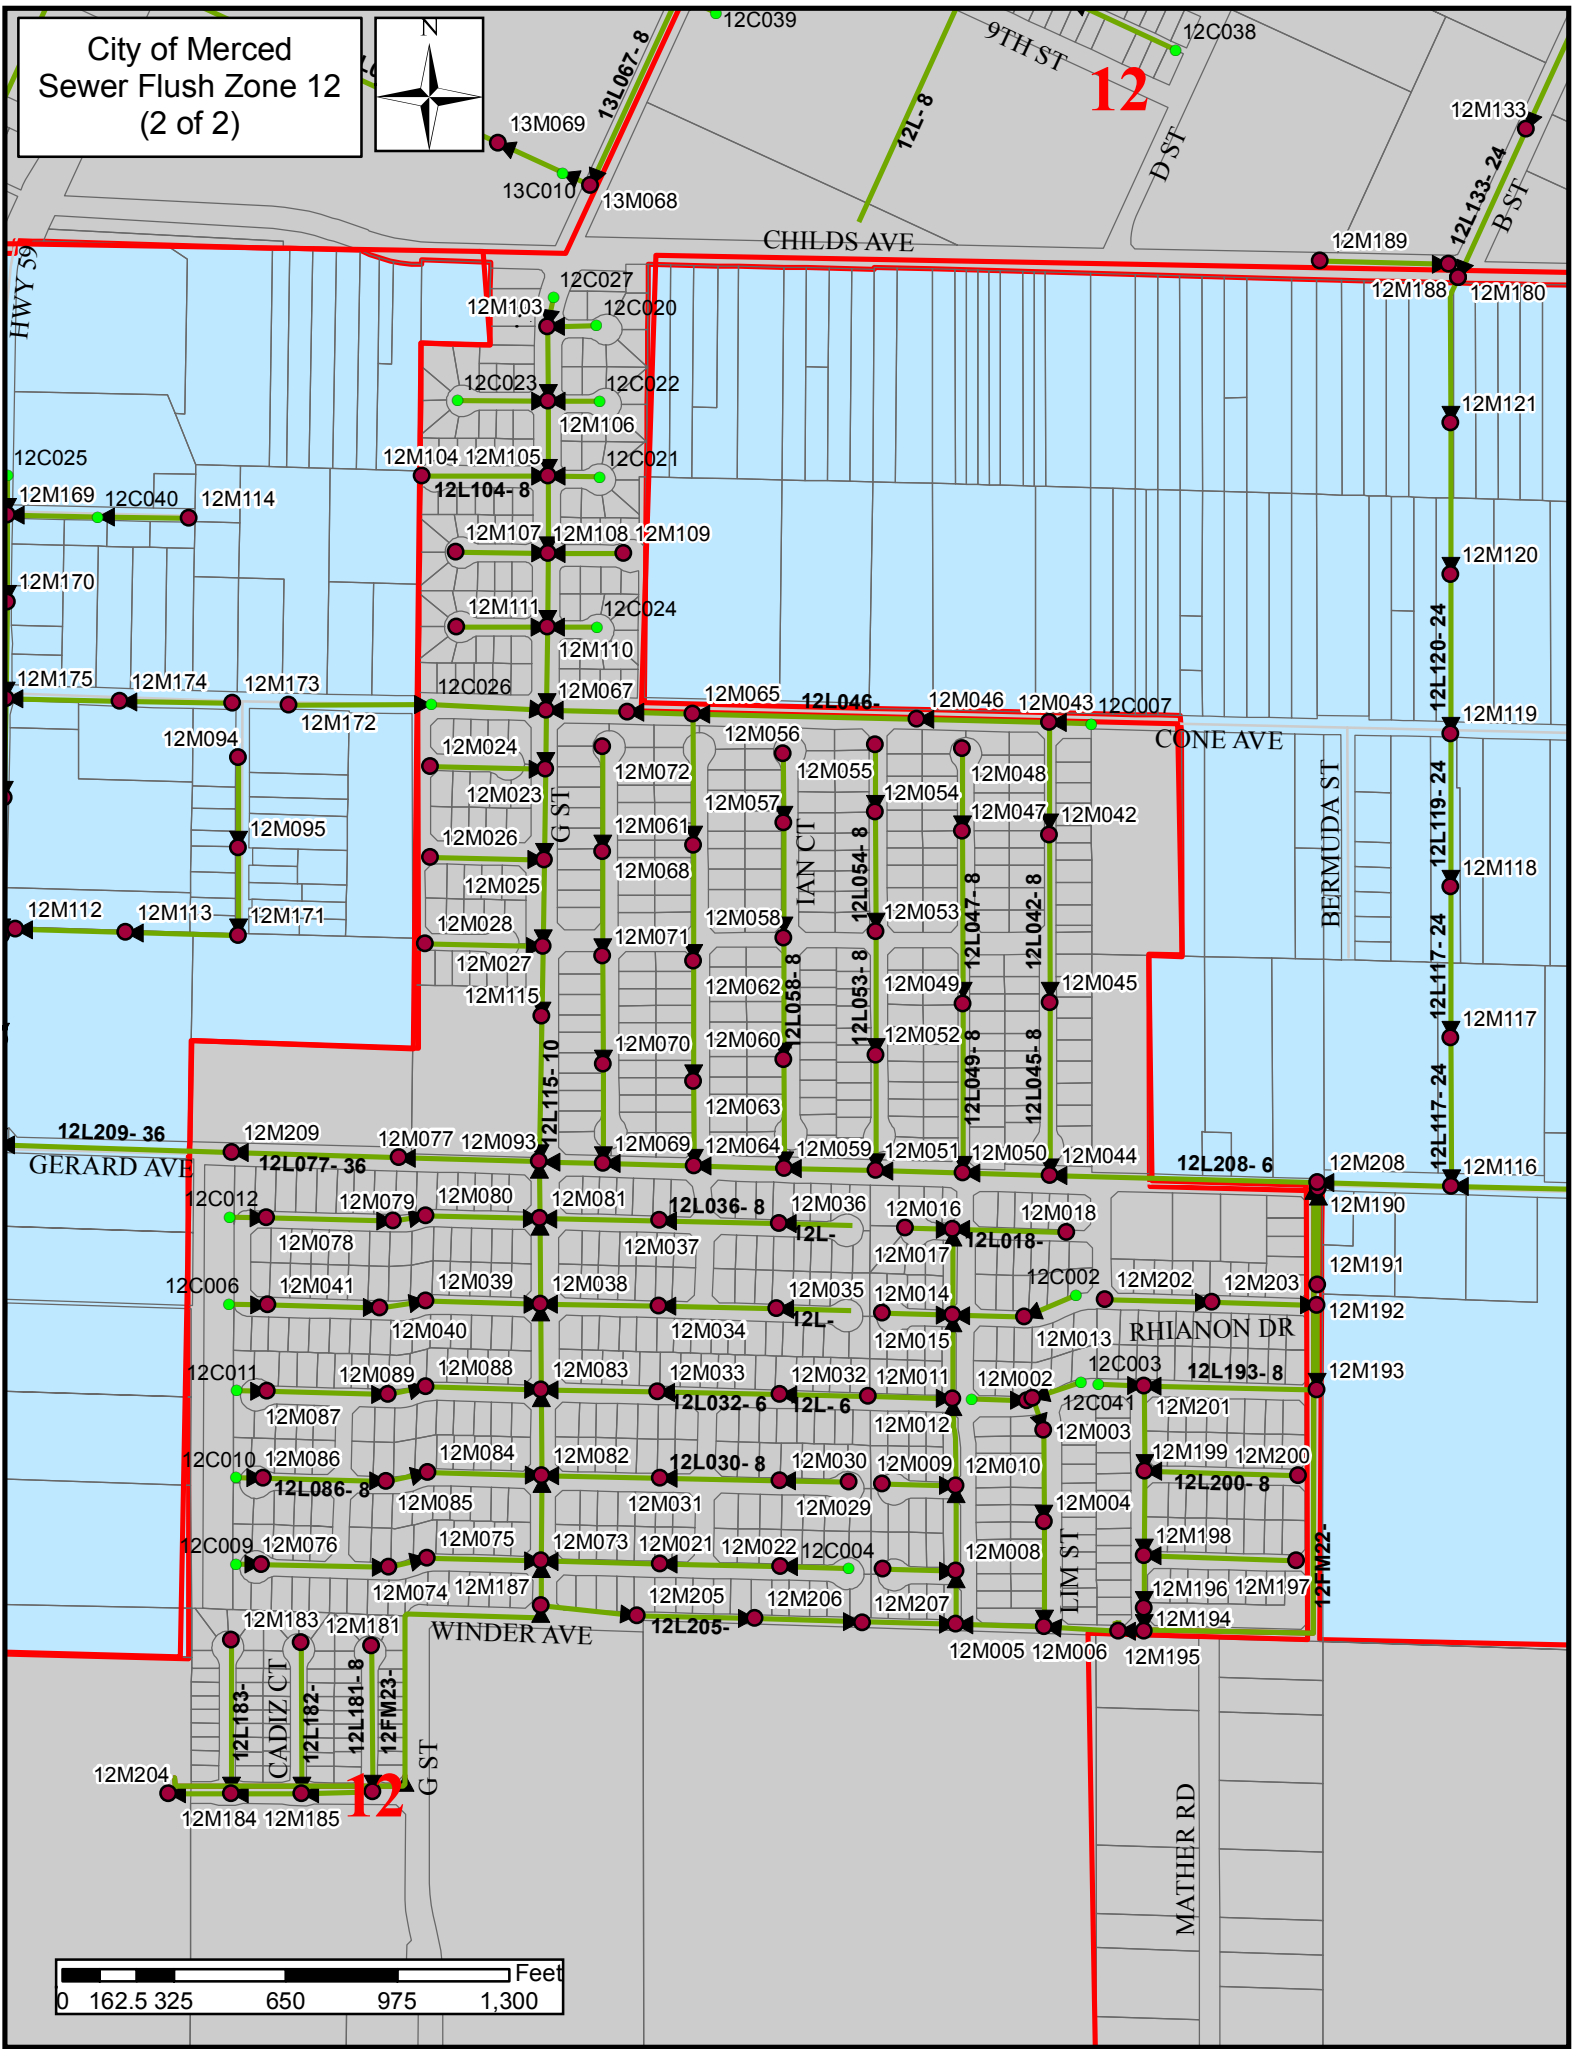 City of Merced
Sewer Flush Zone 12
(2 of 2)
N
13L067- 8
12C039
9TH ST
12C038
12
12L- 8
D ST
12M133
12L133- 24
B ST
13M069
13C010
13M068
CHILDS AVE
12M189
12M188
12M180
HWY 59
12C027
12M103
12C020
12C023
12C022
12M106
12M121
12M104
12M105
12C021
12L104- 8
12C025
12M169
12C040
12M114
12M107
12M108
12M109
12M120
12M170
12M111
12C024
12M110
12L120- 24
12M175
12M174
12M173
12M172
12C026
12M067
12M065
12L046-
12M046
12M043
12C007
12M119
CONE AVE
12M094
12M024
12M023
G ST
12M072
12M056
12M055
12M048
12M057
12M054
12M047
12M042
IAN CT
BERMUDA ST
12L119- 24
12M095
12M026
12M025
12M061
12M068
12L054- 8
12M118
12M112
12M113
12M171
12M028
12M027
12M071
12M058
12M053
12L047- 8
12L042- 8
12L117- 24
12M115
12M062
12L058- 8
12L053- 8
12M049
12M045
12M117
12M070
12M060
12M052
12L049- 8
12L045- 8
12L115- 10
12M063
12L117- 24
12L209- 36
GERARD AVE
12M209
12L077- 36
12M077
12M093
12M069
12M064
12M059
12M051
12M050
12M044
12L208- 6
12M208
12M116
12M190
12C012
12M079
12M080
12M078
12M081
12L036- 8
12M037
12M036
12L-
12M016
12M017
12M018
12L018-
12M191
12C006
12M041
12M039
12M040
12M038
12M034
12M035
12L-
12M014
12M015
12C002
12M013
12M202
12M203
12M192
RHIANON DR
12C011
12M089
12M088
12M087
12M083
12M033
12L032- 6
12M032
12L- 6
12M011
12M012
12M002
12C003
12C041
12L193- 8
12M193
12M201
12M003
12C010
12M086
12L086- 8
12M084
12M085
12M082
12L030- 8
12M031
12M030
12M029
12M009
12M010
12M004
12M199
12M200
12L200- 8
12C009
12M076
12M075
12M074
12M073
12M021
12M022
12C004
12M008
LIM ST
12M198
12M197
12FM22-
12M187
12M205
12L205-
12M206
12M207
12M005
12M006
12M196
12M194
12M195
WINDER AVE
12M183
12M181
12L183-
CADIZ CT
12L182-
12L181- 8
12FM23-
G ST
12M204
12M184
12M185
12
MATHER RD
Feet
0 162.5 325 650 975 1,300